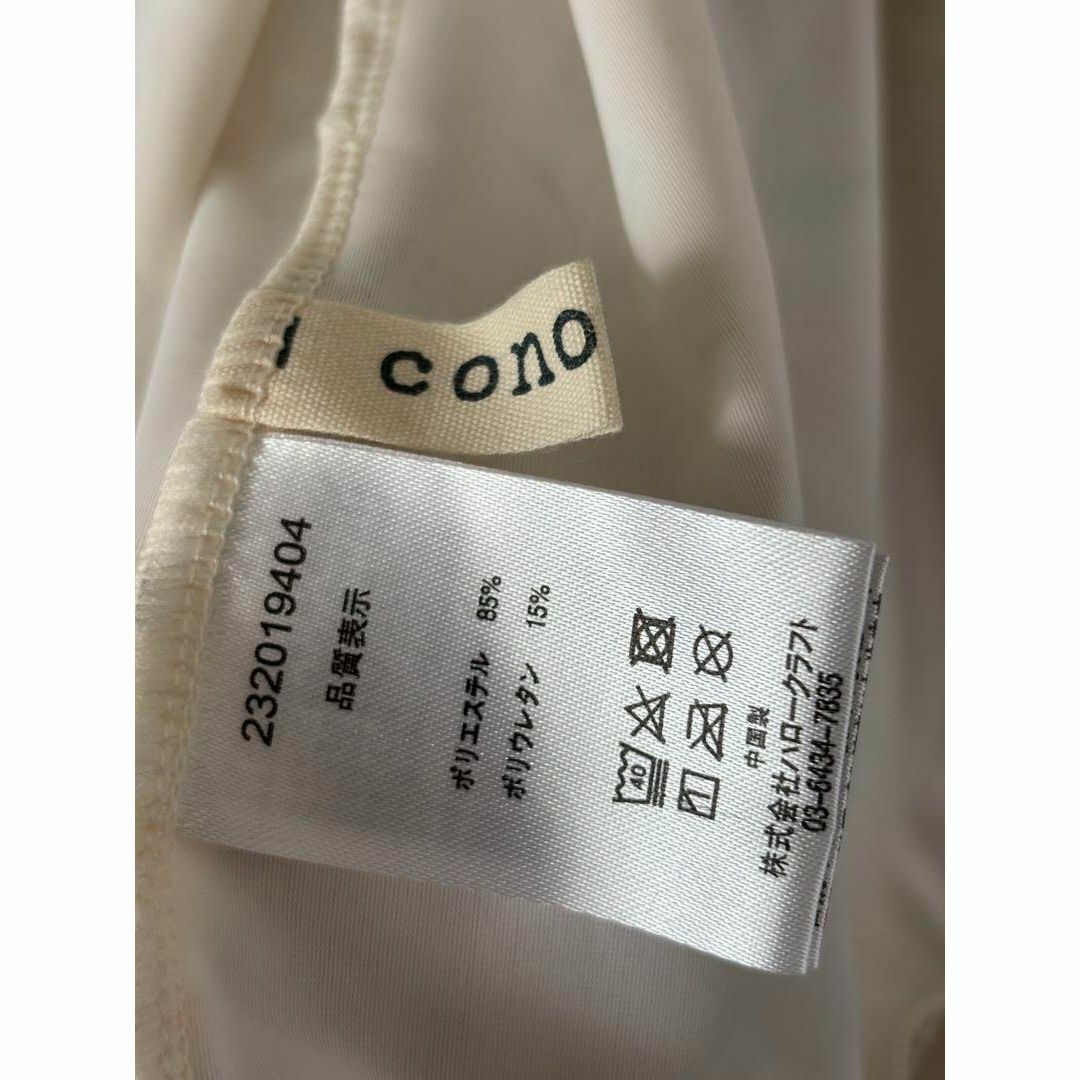 cono
232019404
品質表示
ポリエステル 85%
ポリウレタン 15%
40
中国製
株式会社ハロークラフト
03-6434-7835